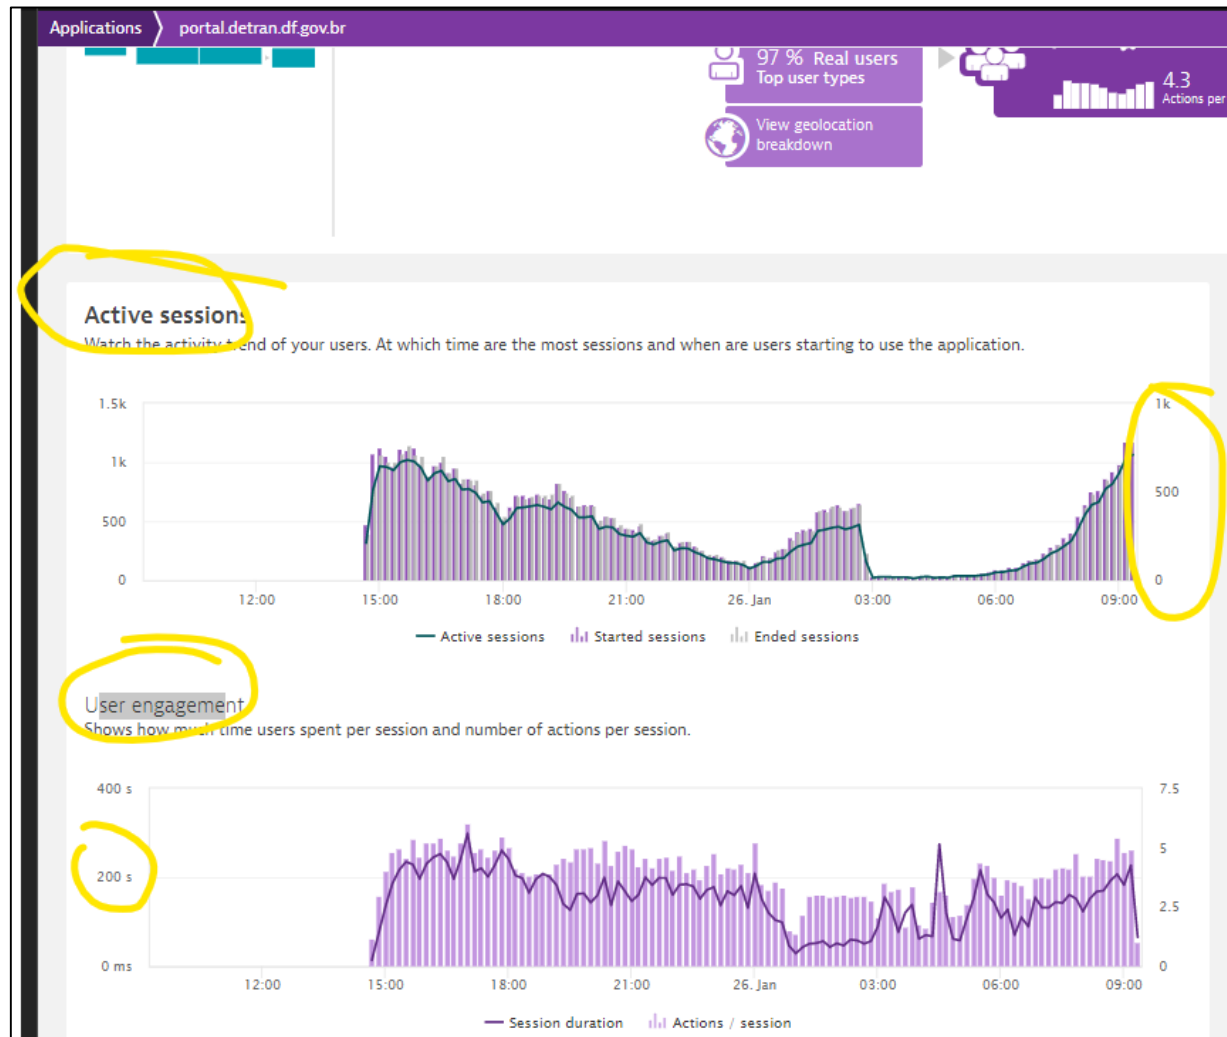 Applications
portal.detran.df.gov.br
97 % Real users
Top user types
4.3
Actions per
View geolocation
breakdown
Active sessions
Watch the activity trend of your users. At which time are the most sessions and when are users starting to use the application.
1.5k
1k
500
0
1k
500
0
12:00
15:00
18:00
21:00
26. Jan
03:00
06:00
09:00
Active sessions
Started sessions
Ended sessions
User engagement
Shows how much time users spent per session and number of actions per session.
400 s
200 s
0 ms
7.5
5
2.5
0
12:00
15:00
18:00
21:00
26. Jan
03:00
06:00
09:00
Session duration
Actions / session